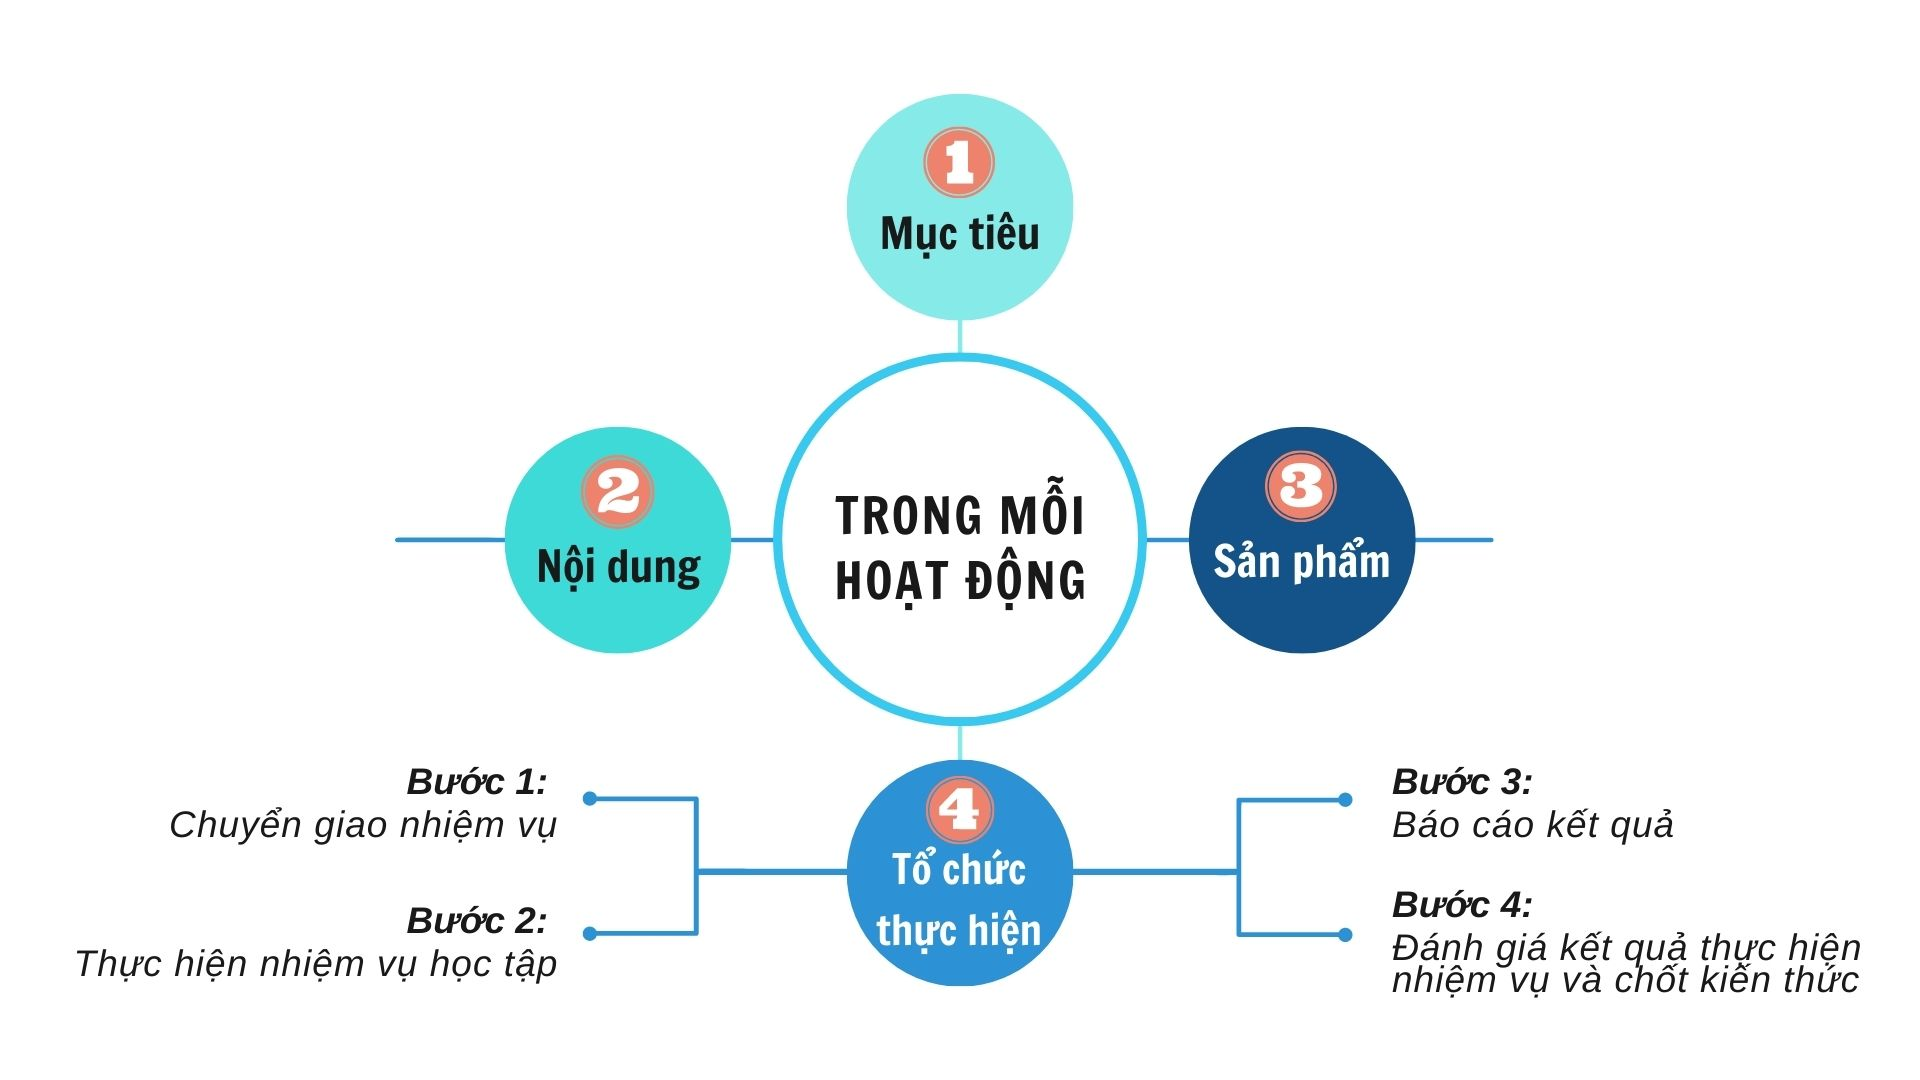 1
Mục tiêu
2
Nội dung
TRONG MỖI
HOẠT ĐỘNG
3
Sản phẩm
4
Tổ chức
thực hiện
Bước 1:
Chuyển giao nhiệm vụ
Bước 2:
Thực hiện nhiệm vụ học tập
Bước 3:
Báo cáo kết quả
Bước 4:
Đánh giá kết quả thực hiện
nhiệm vụ và chốt kiến thức